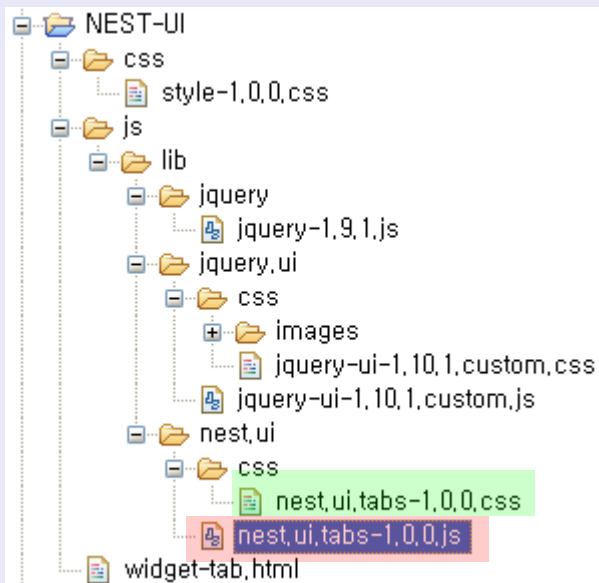 NEST-UI
css
style-1,0,0,css
js
lib
jquery
jquery-1,9,1,js
jquery,ui
css
images
jquery-ui-1,10,1,custom,css
jquery-ui-1,10,1,custom,js
nest,ui
css
nest,ui,tabs-1,0,0,css
nest,ui,tabs-1,0,0,js
widget-tab,html